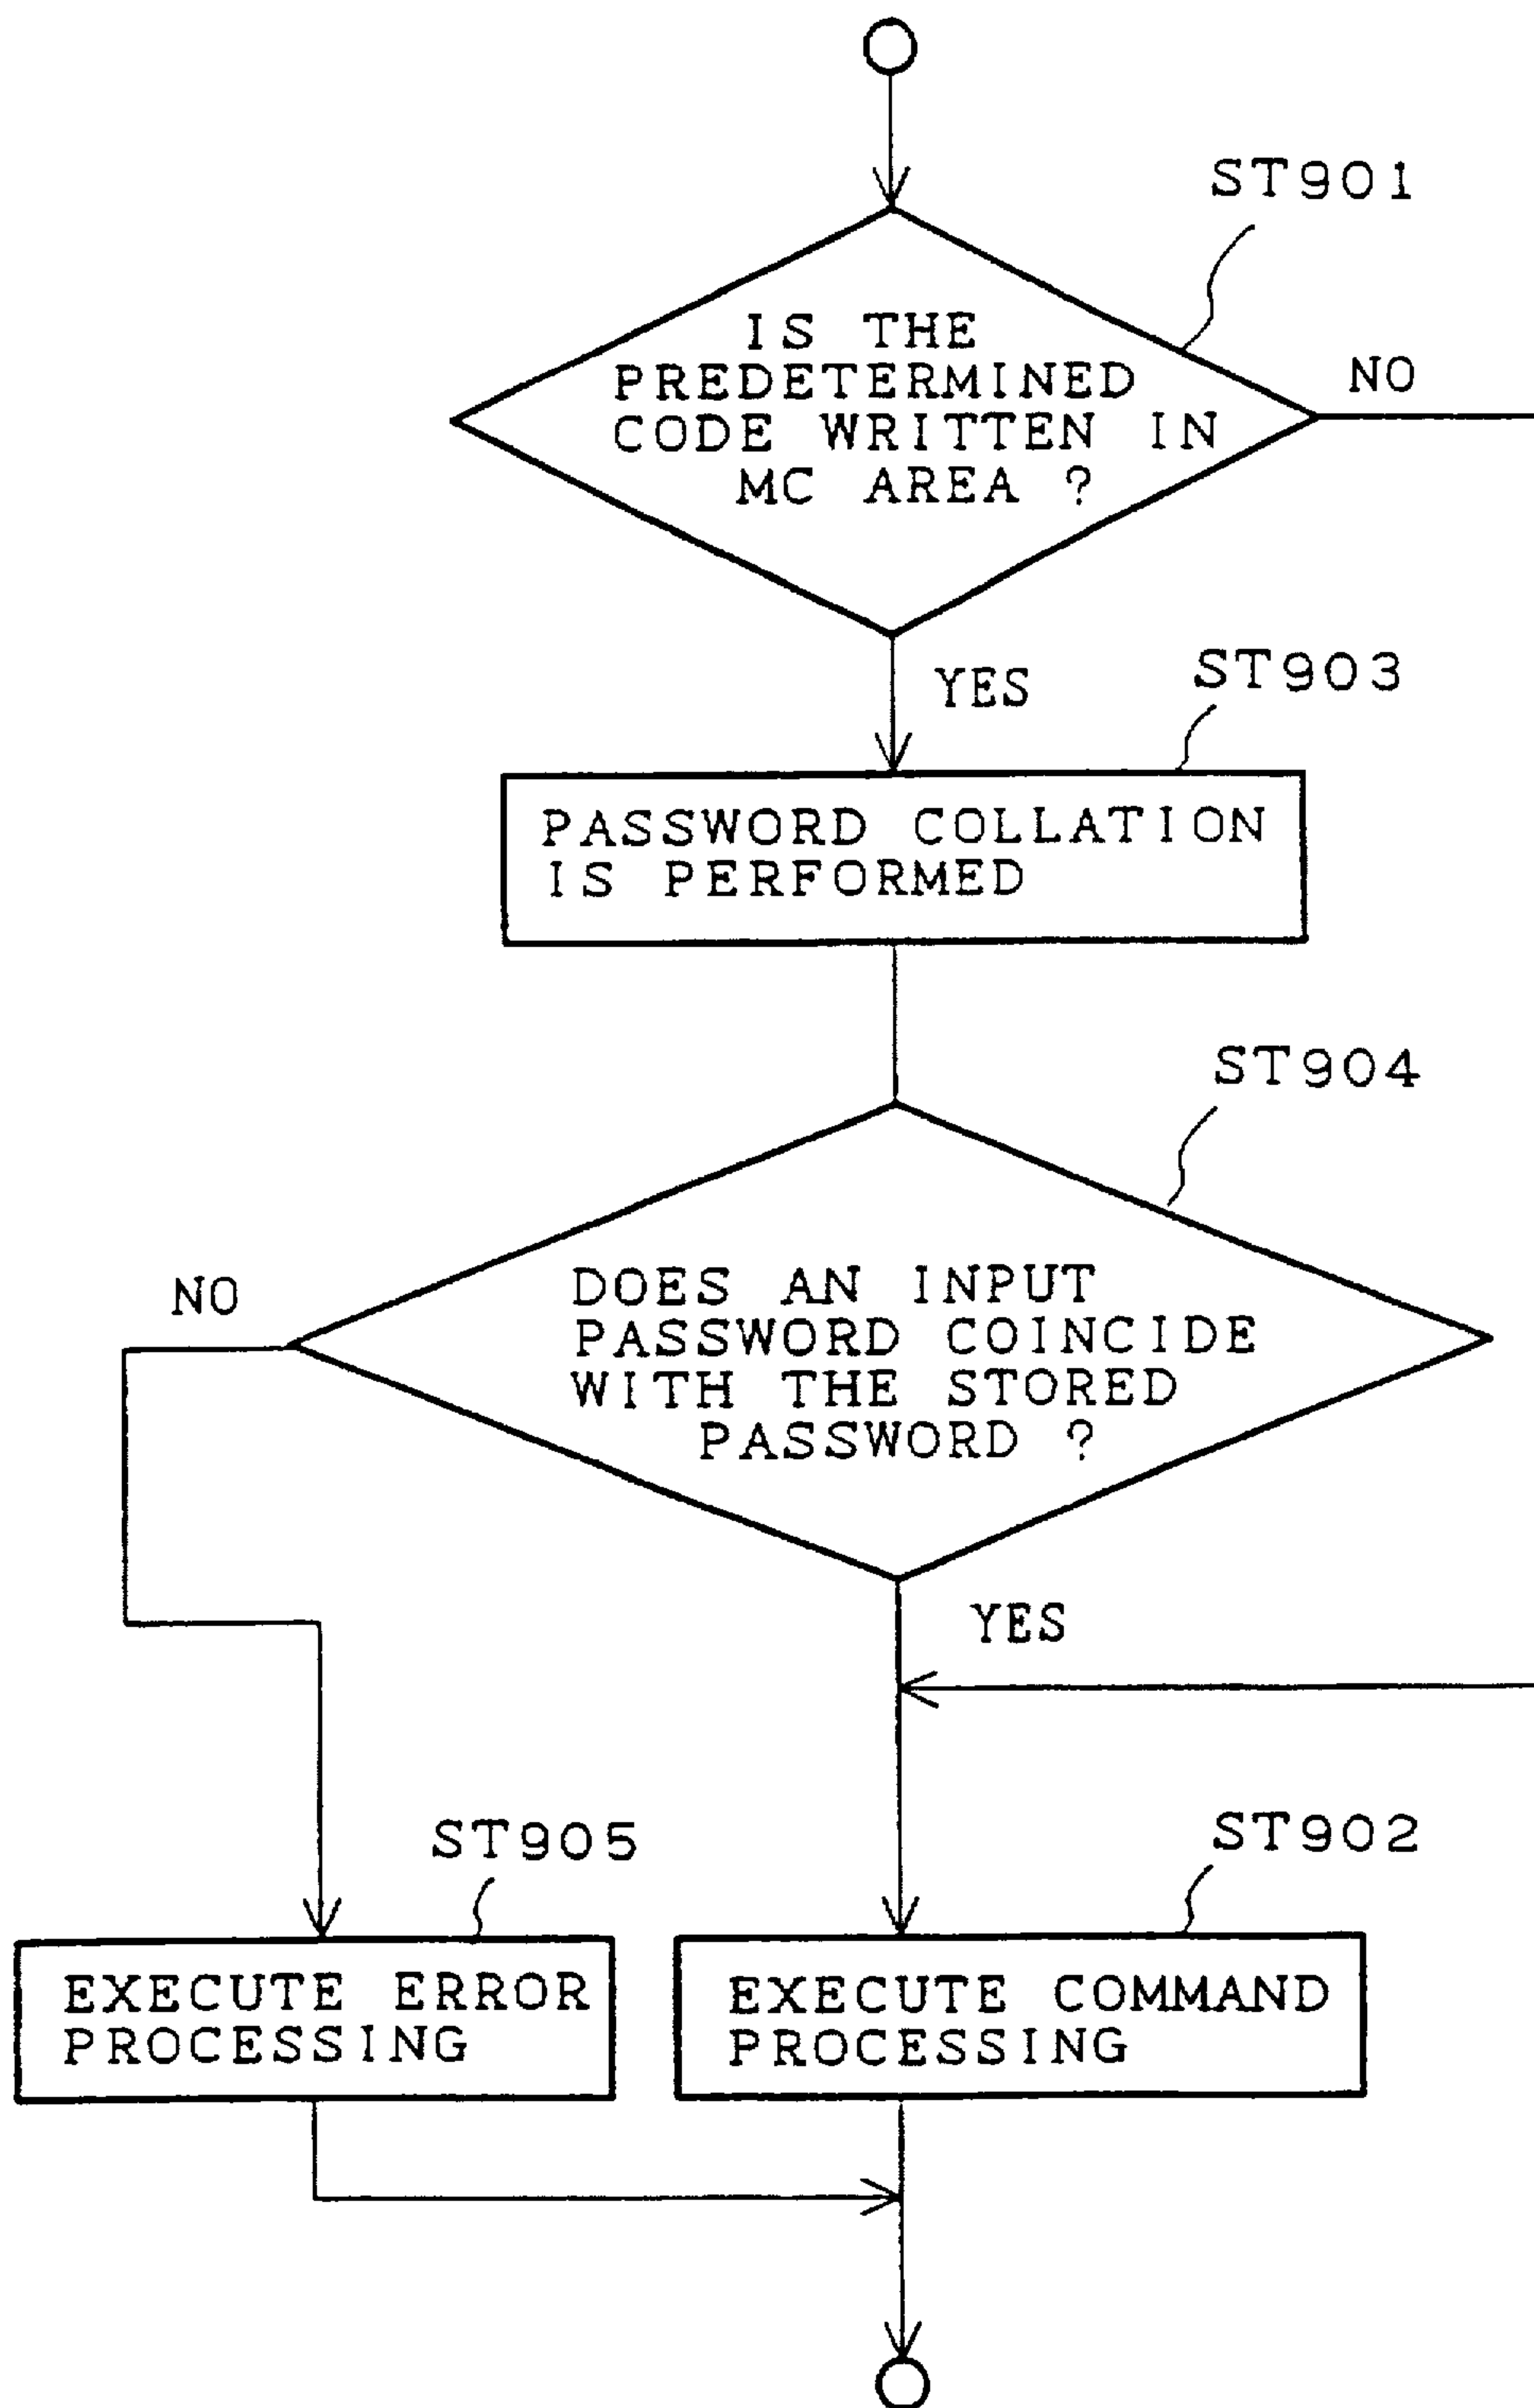 ST901
IS THE
PREDETERMINED
CODE WRITTEN IN
MC AREA ?
NO
YES
ST903
PASSWORD COLLATION
IS PERFORMED
ST904
NO
DOES AN INPUT
PASSWORD COINCIDE
WITH THE STORED
PASSWORD ?
YES
ST905
ST902
EXECUTE ERROR
PROCESSING
EXECUTE COMMAND
PROCESSING